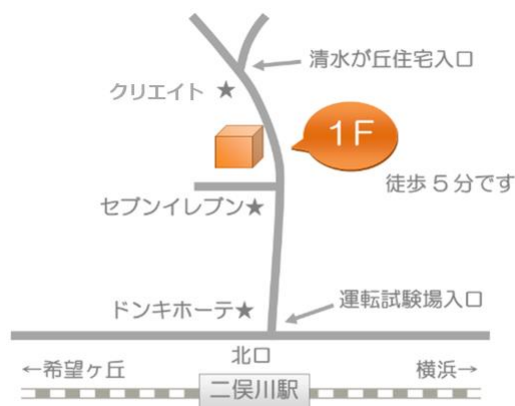 清水が丘住宅入口
クリエイト ★
1F
徒歩5分です
セブンイレブン★
ドンキホーテ★
運転試験場入口
北口
←希望ヶ丘
横浜→
二俣川駅